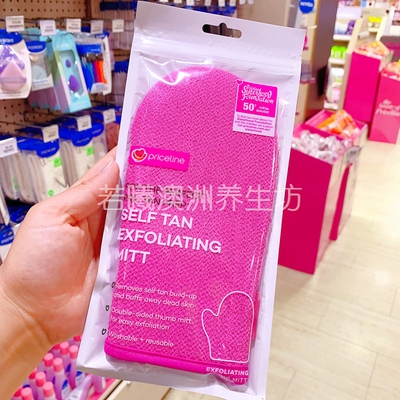 Sisterhood
Foundation
50¢
priceline
若曦澳洲养生坊
SELF TAN
EXFOLIATING
MITT
Removes self tan build-up
and buffs away dead skin
Double-sided thumb mitt
for easy exfoliation
Washable + reusable
EXFOLIATING
MITT